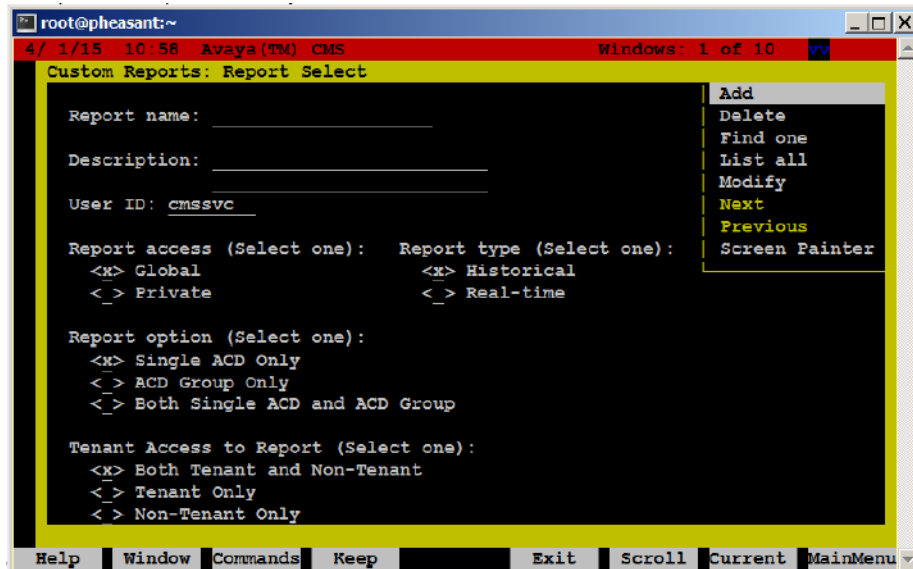 root@pheasant:~
4/ 1/15 10:58 Avaya(TM) CMS Windows: 1 of 10 vv
Custom Reports: Report Select
Report name:
Description:
User ID: cmssvc
Report access (Select one): Report type (Select one):
<x> Global <x> Historical
<_> Private <_> Real-time
Report option (Select one):
<x> Single ACD Only
<_> ACD Group Only
<_> Both Single ACD and ACD Group
Tenant Access to Report (Select one):
<x> Both Tenant and Non-Tenant
<_> Tenant Only
<_> Non-Tenant Only
Add
Delete
Find one
List all
Modify
Next
Previous
Screen Painter
Help Window Commands Keep Exit Scroll Current MainMenu